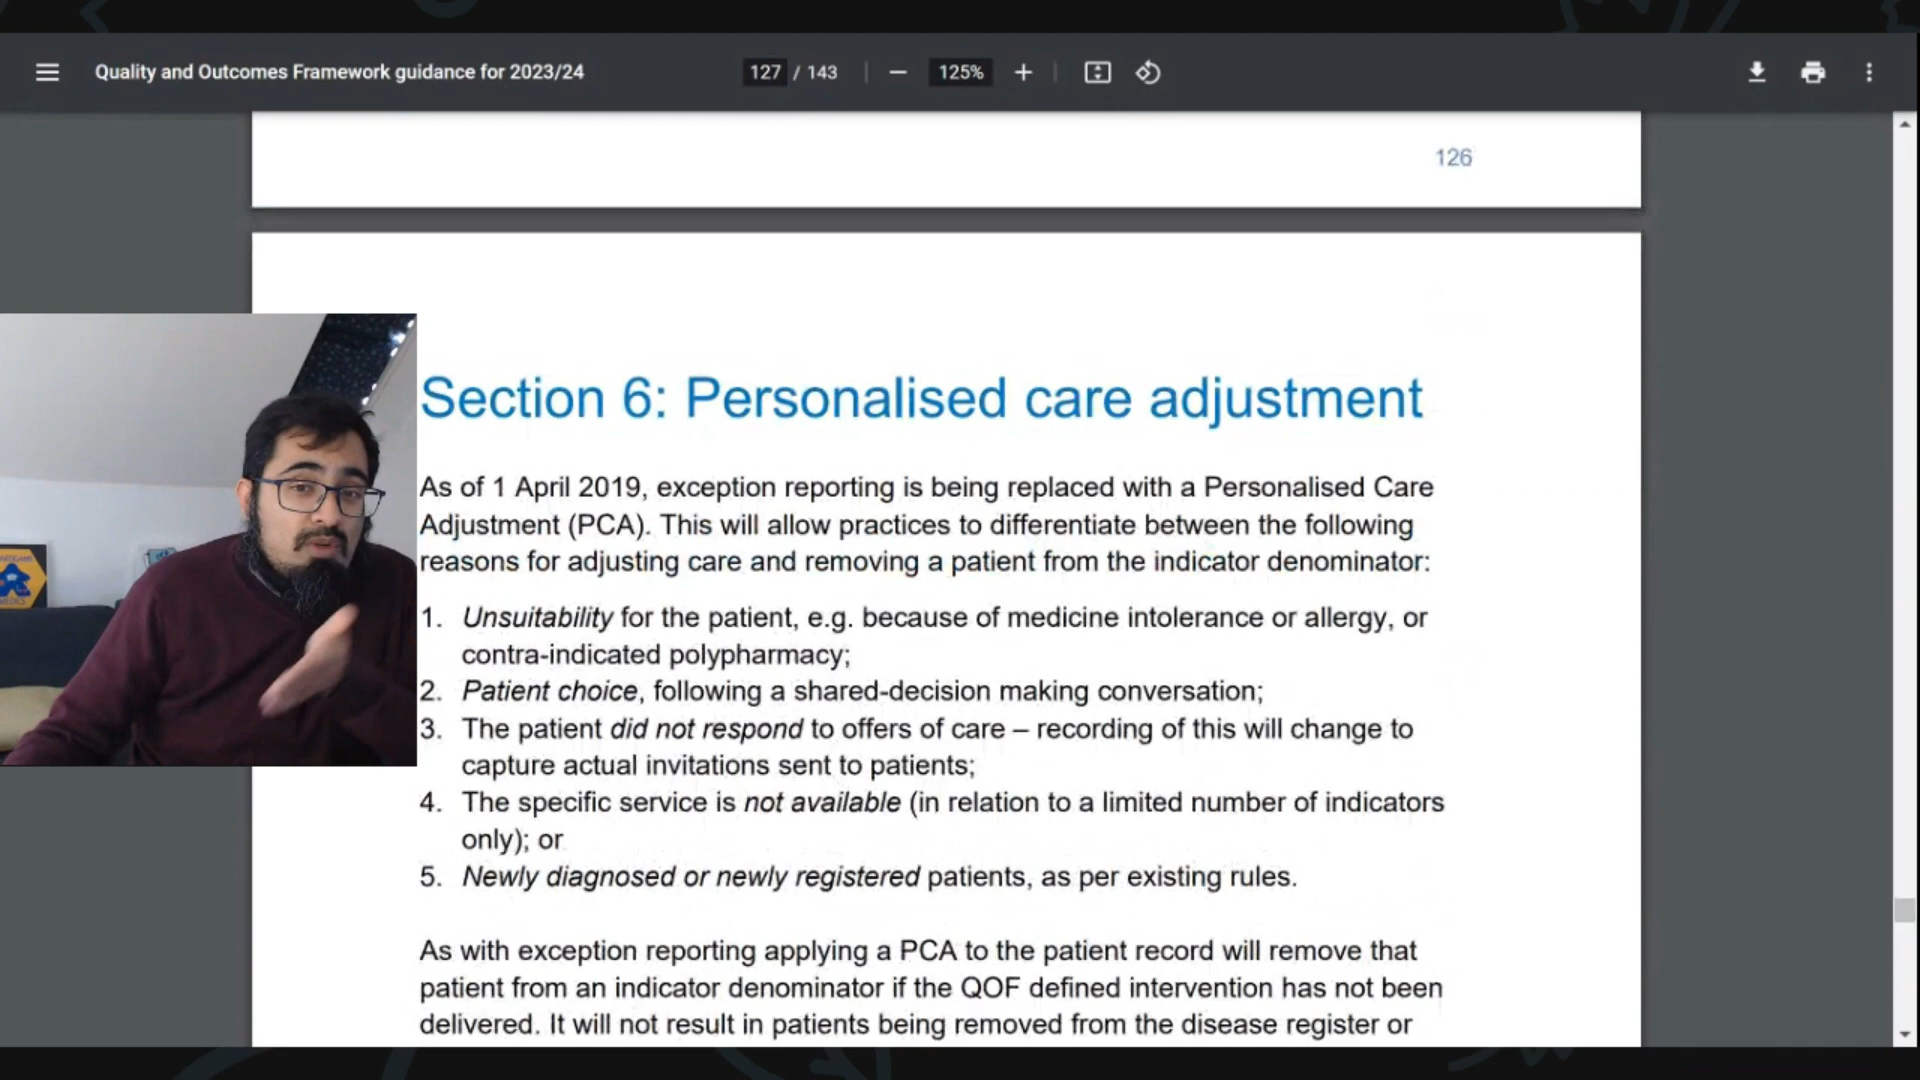 Quality and Outcomes Framework guidance for 2023/24
127 / 143
125%
126
Section 6: Personalised care adjustment
As of 1 April 2019, exception reporting is being replaced with a Personalised Care
Adjustment (PCA). This will allow practices to differentiate between the following
reasons for adjusting care and removing a patient from the indicator denominator:
1. Unsuitability for the patient, e.g. because of medicine intolerance or allergy, or
contra-indicated polypharmacy;
2. Patient choice, following a shared-decision making conversation;
3. The patient did not respond to offers of care – recording of this will change to
capture actual invitations sent to patients;
4. The specific service is not available (in relation to a limited number of indicators
only); or
5. Newly diagnosed or newly registered patients, as per existing rules.
As with exception reporting applying a PCA to the patient record will remove that
patient from an indicator denominator if the QOF defined intervention has not been
delivered. It will not result in patients being removed from the disease register or